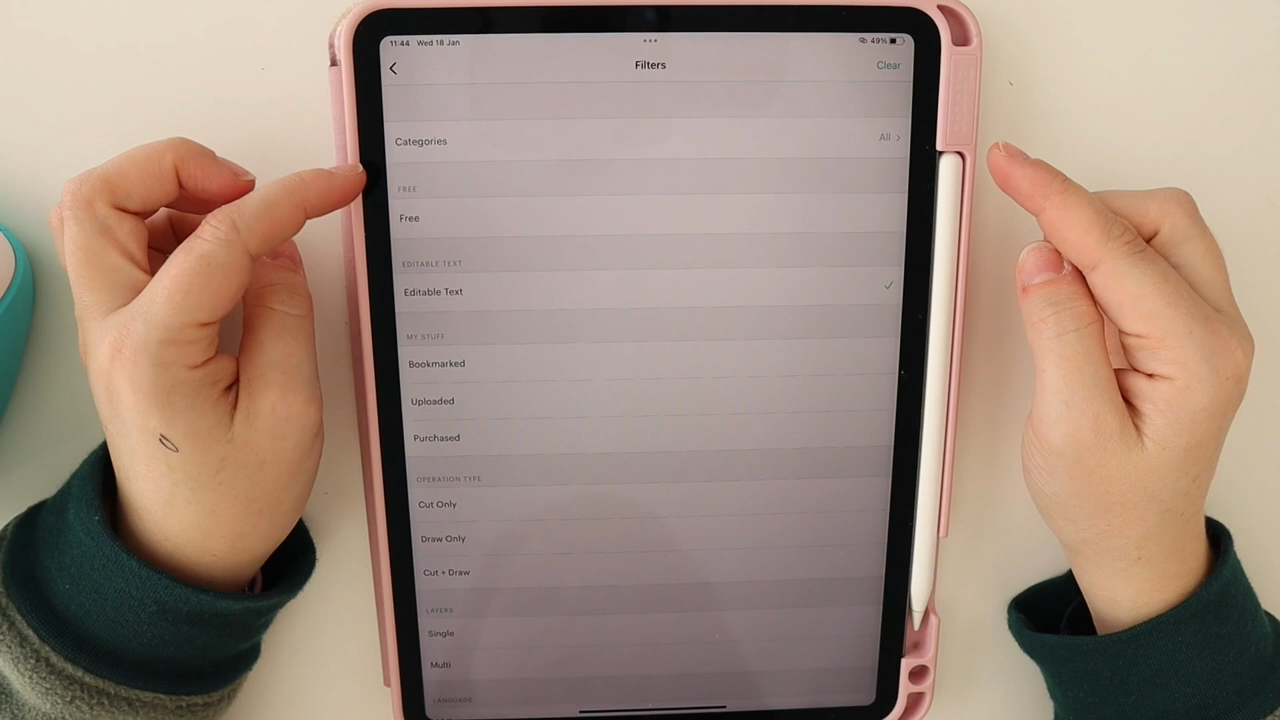 11:44 Wed 18 Jan 49%
Filters Clear
Categories All
FREE
Free
EDITABLE TEXT
Editable Text
MY STUFF
Bookmarked
Uploaded
Purchased
OPERATION TYPE
Cut Only
Draw Only
Cut + Draw
LAYERS
Single
Multi
LANGUAGE